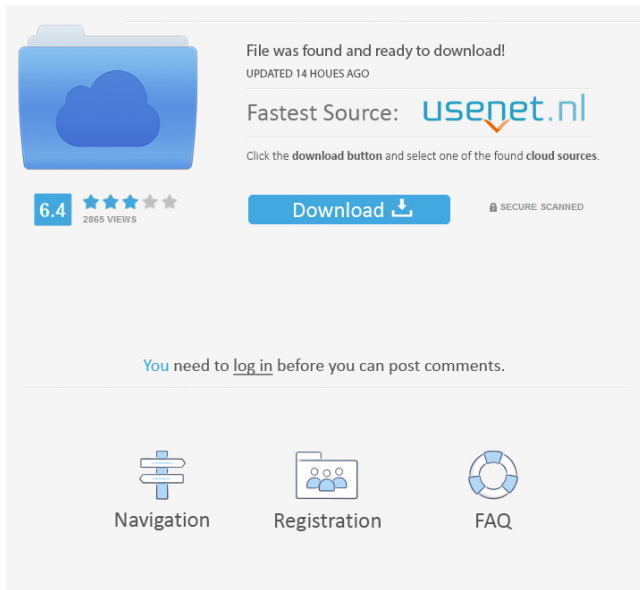 File was found and ready to download!
UPDATED 14 HOUES AGO
Fastest Source: usenet.nl
Click the download button and select one of the found cloud sources.
6.4
2865 VIEWS
Download
SECURE SCANNED
You need to log in before you can post comments.
Navigation
Registration
FAQ